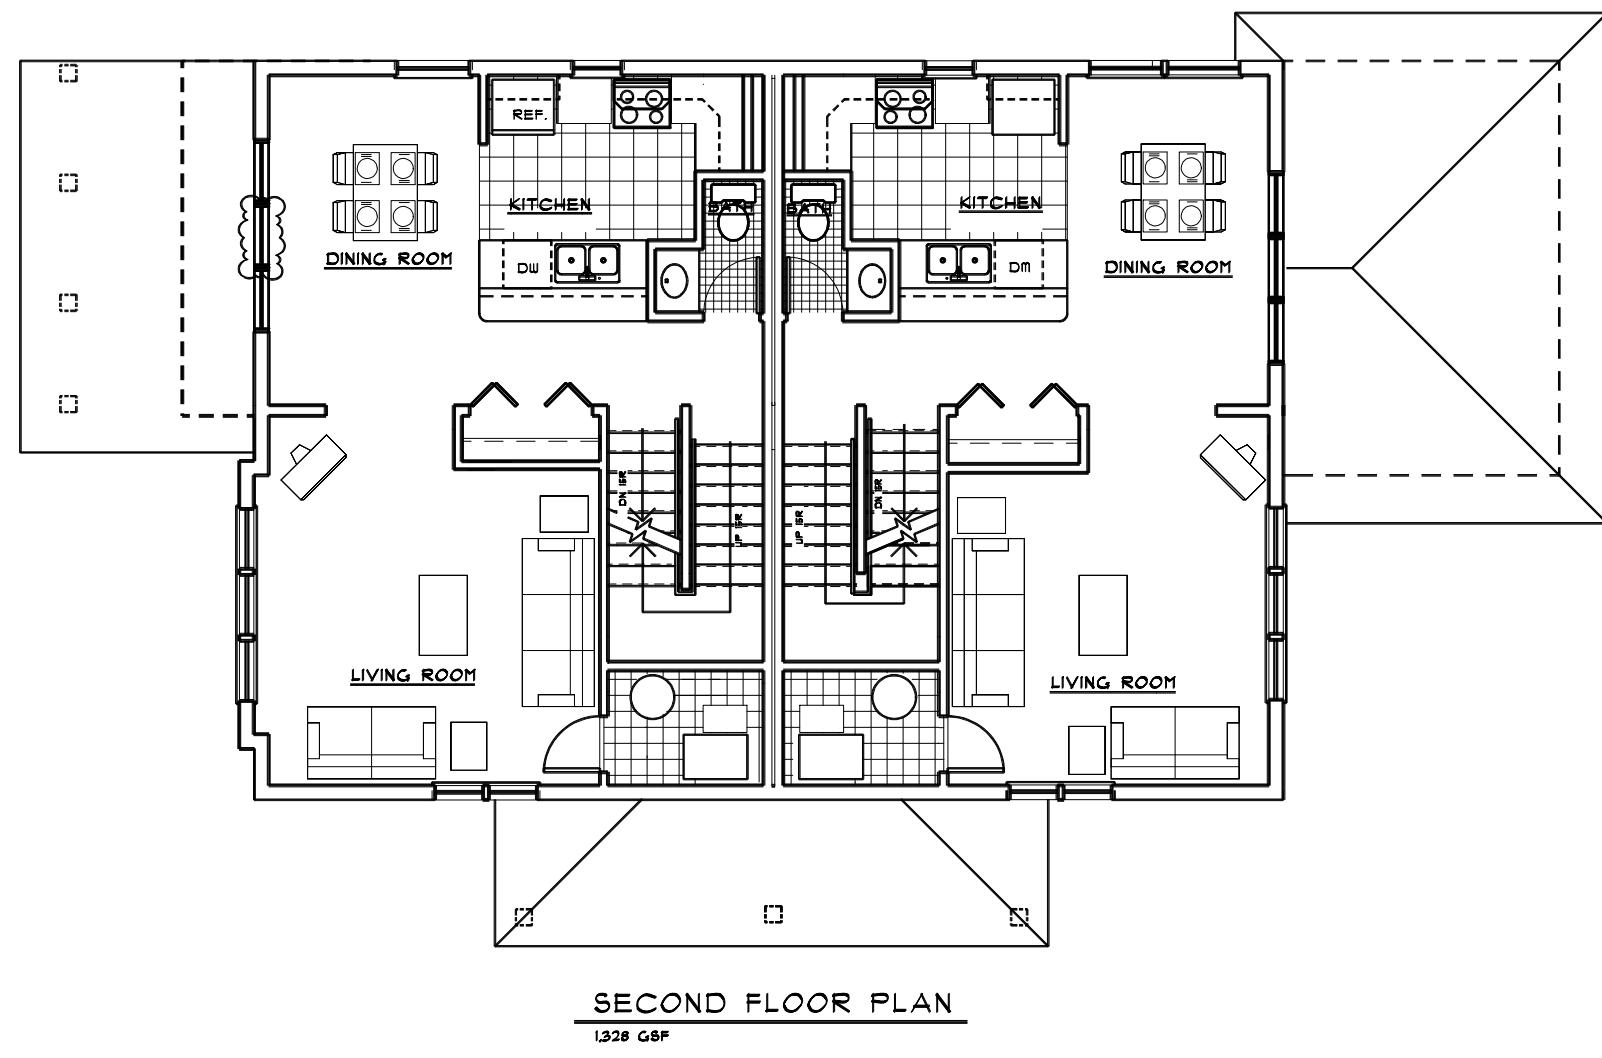 REF.
KITCHEN
BATH
BATH
KITCHEN
DINING ROOM
DW
DM
DINING ROOM
DN 15R
UP 15R
UP 15R
DN 15R
LIVING ROOM
LIVING ROOM
SECOND FLOOR PLAN
1,328 GSF